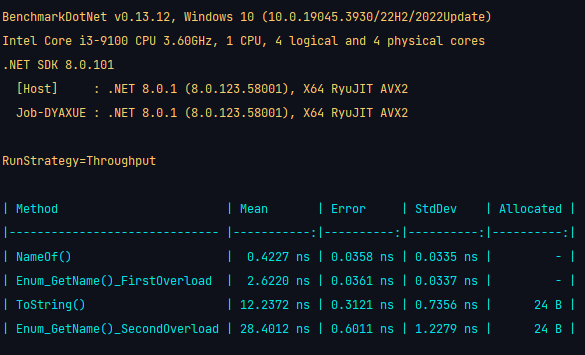 BenchmarkDotNet v0.13.12, Windows 10 (10.0.19045.3930/22H2/2022Update)
Intel Core i3-9100 CPU 3.60GHz, 1 CPU, 4 logical and 4 physical cores
.NET SDK 8.0.101
  [Host]     : .NET 8.0.1 (8.0.123.58001), X64 RyuJIT AVX2
  Job-DYAXUE : .NET 8.0.1 (8.0.123.58001), X64 RyuJIT AVX2
RunStrategy=Throughput
| Method                      | Mean       | Error     | StdDev    | Allocated |
|---------------------------- |-----------:|----------:|----------:|----------:|
| NameOf()                    |  0.4227 ns | 0.0358 ns | 0.0335 ns |         - |
| Enum_GetName()_FirstOverload  |  2.6220 ns | 0.0361 ns | 0.0337 ns |         - |
| ToString()                  | 12.2372 ns | 0.3121 ns | 0.7356 ns |      24 B |
| Enum_GetName()_SecondOverload | 28.4012 ns | 0.6011 ns | 1.2279 ns |      24 B |